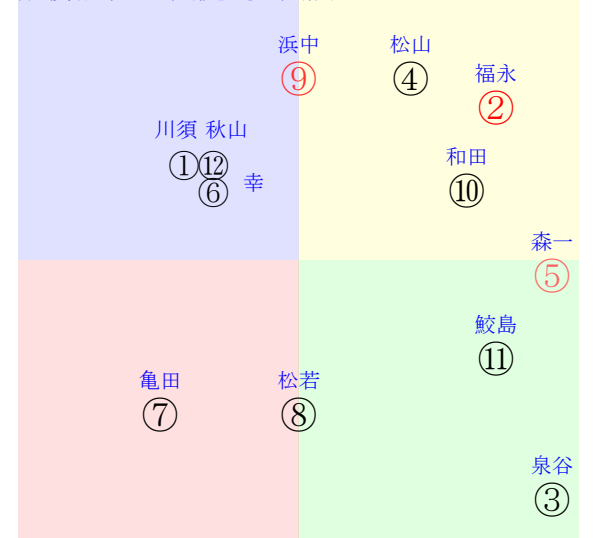 浜中 松山
福永
⑨ ④
②
川須 秋山
和田
①⑫
⑥ 幸 ⑩
森一
⑤
鮫島
⑪
亀田 松若
⑦ ⑧
泉谷
③